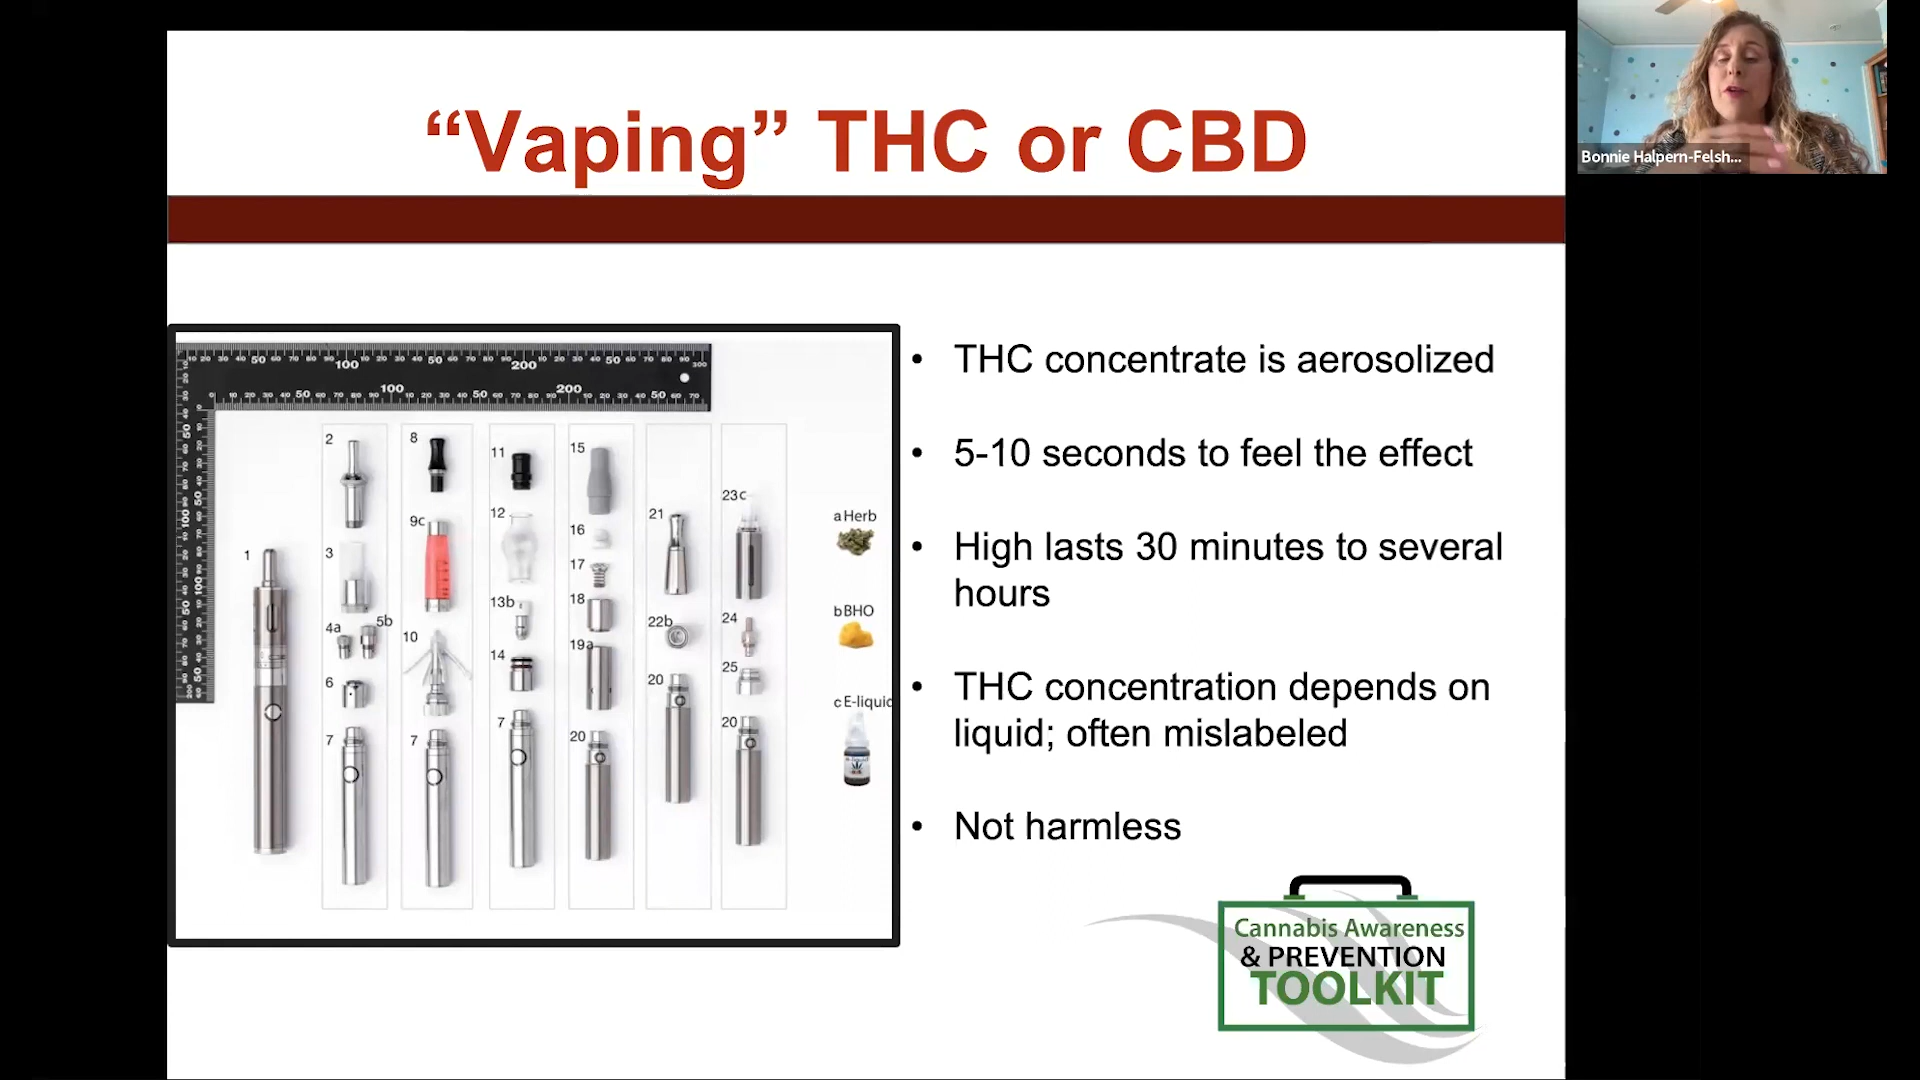 “Vaping” THC or CBD
Bonnie Halpern-Felsh...
• THC concentrate is aerosolized
• 5-10 seconds to feel the effect
• High lasts 30 minutes to several
hours
• THC concentration depends on
liquid; often mislabeled
• Not harmless
1
2
3
4a
5b
6
7
8
9c
10
7
11
12
13b
14
7
15
16
17
18
19a
20
21
22b
20
23c
24
25
20
a Herb
b BHO
c E-liquid
Cannabis Awareness
& PREVENTION
TOOLKIT